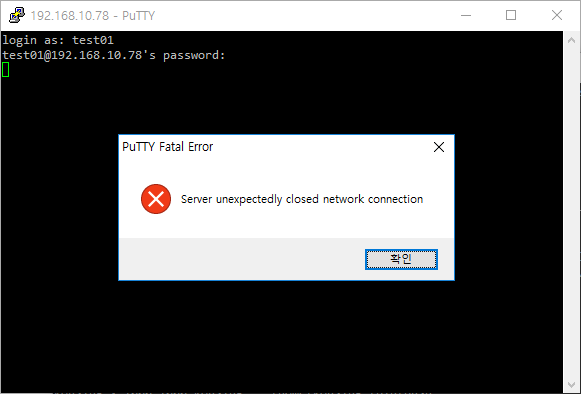 192.168.10.78 - PuTTY
login as: test01
test01@192.168.10.78's password:
PuTTY Fatal Error
Server unexpectedly closed network connection
확인